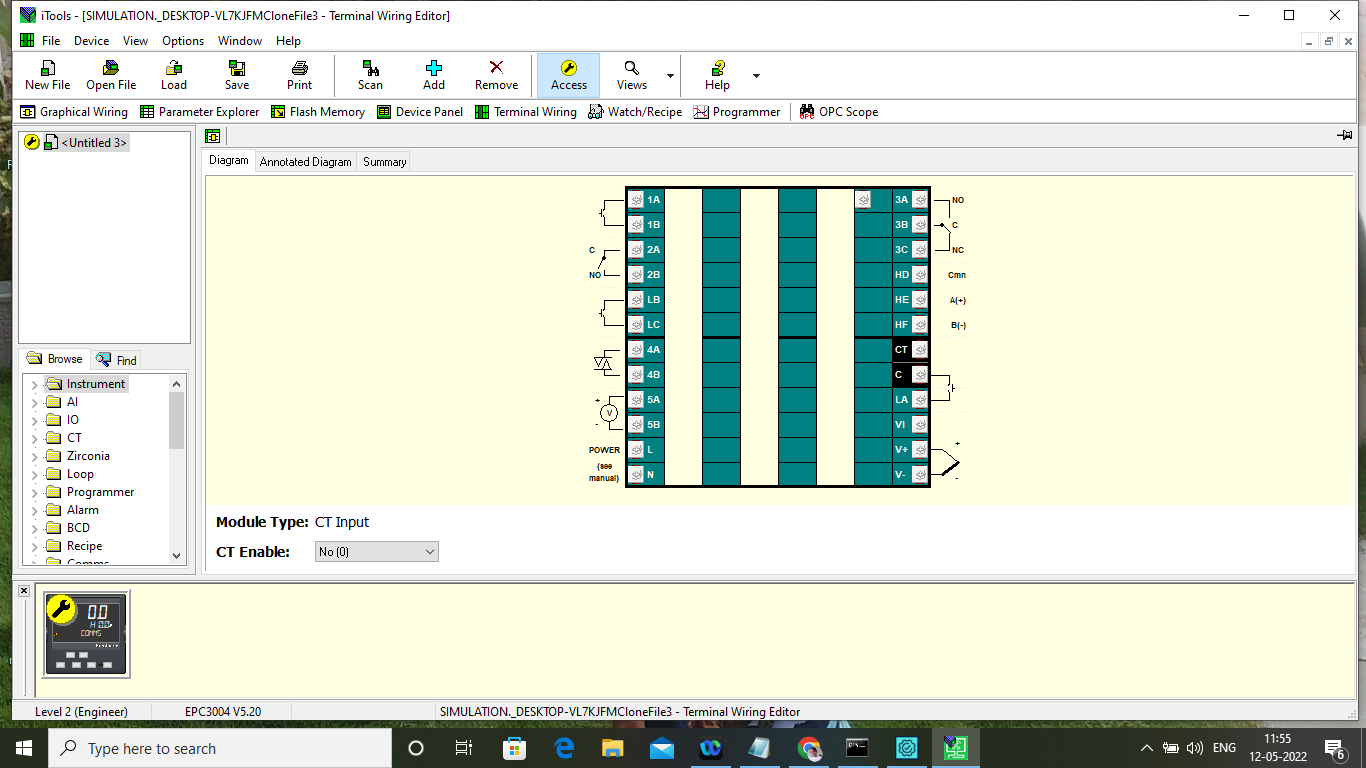 iTools - [SIMULATION._DESKTOP-VL7KJFMCloneFile3 - Terminal Wiring Editor]
File Device View Options Window Help
New File Open File Load Save Print Scan Add Remove Access Views Help
Graphical Wiring Parameter Explorer Flash Memory Device Panel Terminal Wiring Watch/Recipe Programmer OPC Scope
<Untitled 3>
Diagram Annotated Diagram Summary
1A 3A NO
1B 3B C
C 2A 3C NC
NO 2B HD Cmn
LB HE A(+)
LC HF B(-)
4A CT
4B C
+ 5A LA
V
- 5B VI
POWER L V+ +
(see
manual) N V- -
Browse Find
Instrument
AI
IO
CT
Zirconia
Loop
Programmer
Alarm
BCD
Recipe
Comms
Module Type: CT Input
CT Enable: No (0)
0.0
H 0.0
COMMS
Level 2 (Engineer) EPC3004 V5.20 SIMULATION._DESKTOP-VL7KJFMCloneFile3 - Terminal Wiring Editor
Type here to search
ENG
11:55
12-05-2022
6